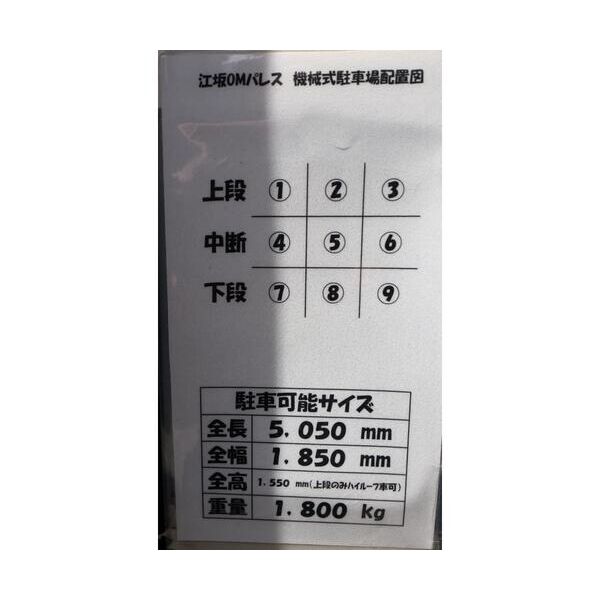 江坂OMパレス 機械式駐車場配置図
上段 ① ② ③
中断 ④ ⑤ ⑥
下段 ⑦ ⑧ ⑨
駐車可能サイズ
全長 5,050 mm
全幅 1,850 mm
全高 1,550 mm(上段のみハイルーフ車可)
重量 1,800 kg